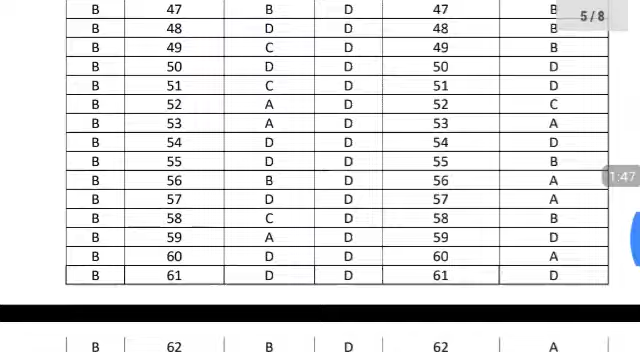 B 47 B D 47 B
5 / 8
B 48 D D 48 B
B 49 C D 49 B
B 50 D D 50 D
B 51 C D 51 D
B 52 A D 52 C
B 53 A D 53 A
B 54 D D 54 D
B 55 D D 55 B
B 56 B D 56 A
1:47
B 57 D D 57 A
B 58 C D 58 B
B 59 A D 59 D
B 60 D D 60 A
B 61 D D 61 D
B 62 B D 62 A